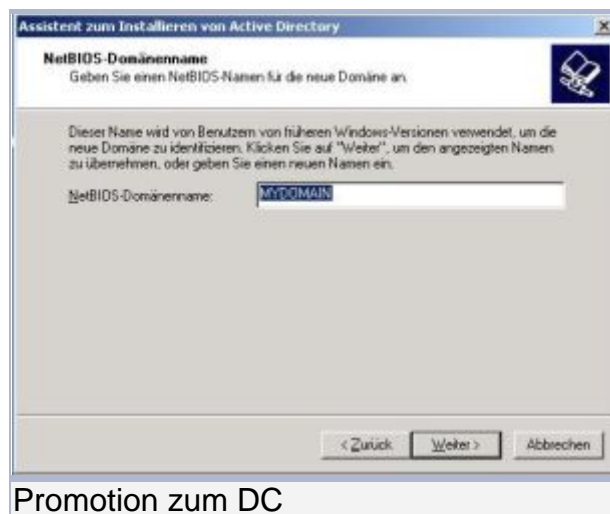 Assistent zum Installieren von Active Directory
NetBIOS-Domänenname
Geben Sie einen NetBIOS-Namen für die neue Domäne an.
Dieser Name wird von Benutzern von früheren Windows-Versionen verwendet, um die
neue Domäne zu identifizieren. Klicken Sie auf "Weiter", um den angezeigten Namen
zu übernehmen, oder geben Sie einen neuen Namen ein.
NetBIOS-Domänenname: MYDOMAIN
< Zurück Weiter > Abbrechen
Promotion zum DC